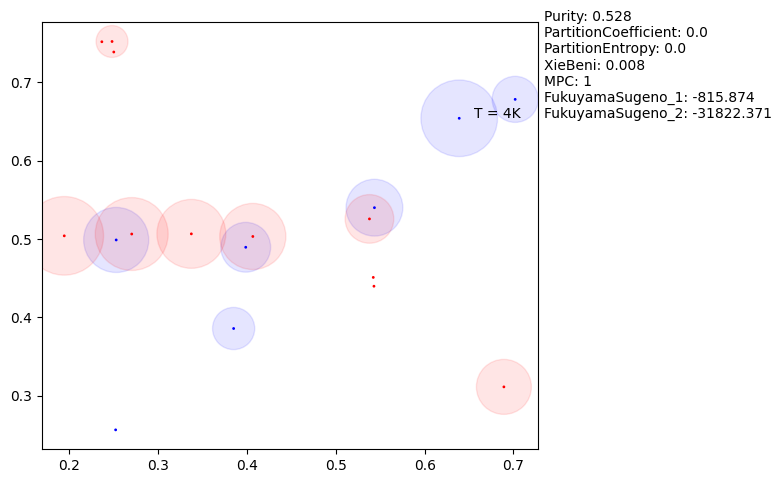 Purity: 0.528
PartitionCoefficient: 0.0
PartitionEntropy: 0.0
XieBeni: 0.008
MPC: 1
FukuyamaSugeno_1: -815.874
FukuyamaSugeno_2: -31822.371
T = 4K
0.7
0.6
0.5
0.4
0.3
0.2 0.3 0.4 0.5 0.6 0.7